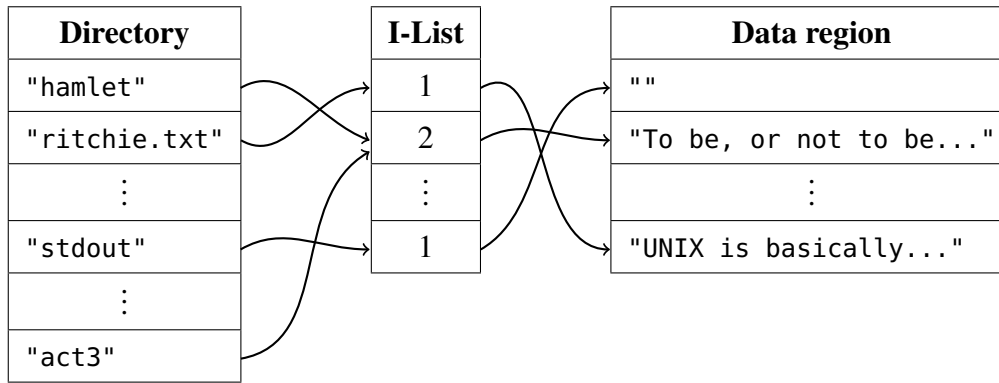 Directory
"hamlet"
"ritchie.txt"
⋮
"stdout"
⋮
"act3"
I-List
1
2
⋮
1
Data region
""
"To be, or not to be..."
⋮
"UNIX is basically..."